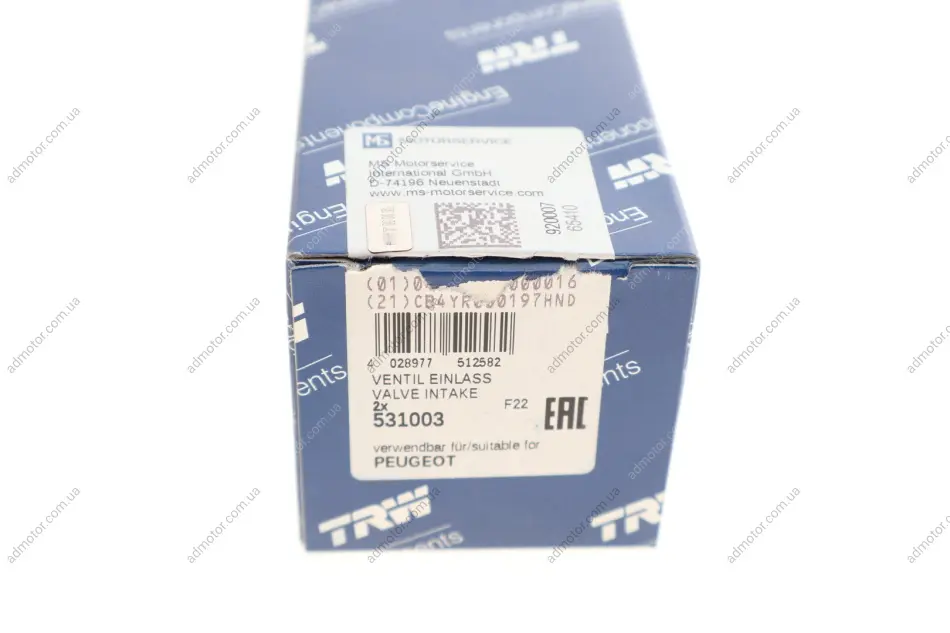 TRW
EngineComponents
MS MOTORSERVICE
MS Motorservice
International GmbH
D-74196 Neuenstadt
www.ms-motorservice.com
920007
65410
(21)
4 028977 512582
VENTIL EINLASS
VALVE INTAKE
2x
F22
EAC
531003
verwendbar für/suitable for
PEUGEOT
TRW
TRW
admotor.com.ua